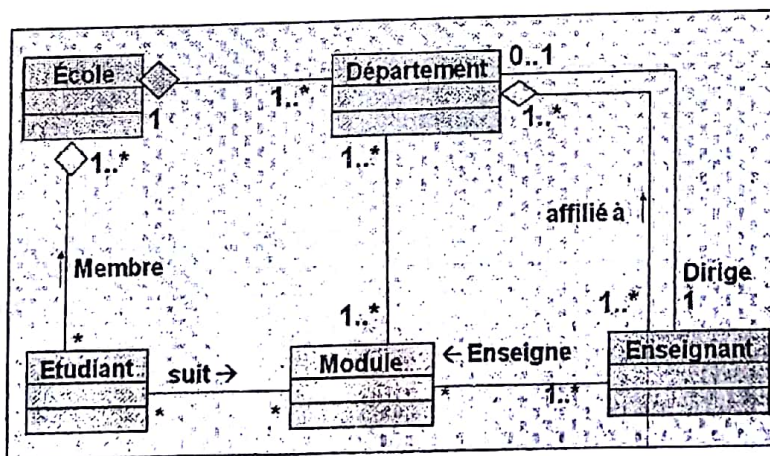 École
Département
0..1
1
1..*
1..*
1..*
1..*
affilié à
Membre
Dirige
1..*
1..*
1
*
Etudiant
suit →
Module
← Enseigne
Enseignant
*
*
*
1..*